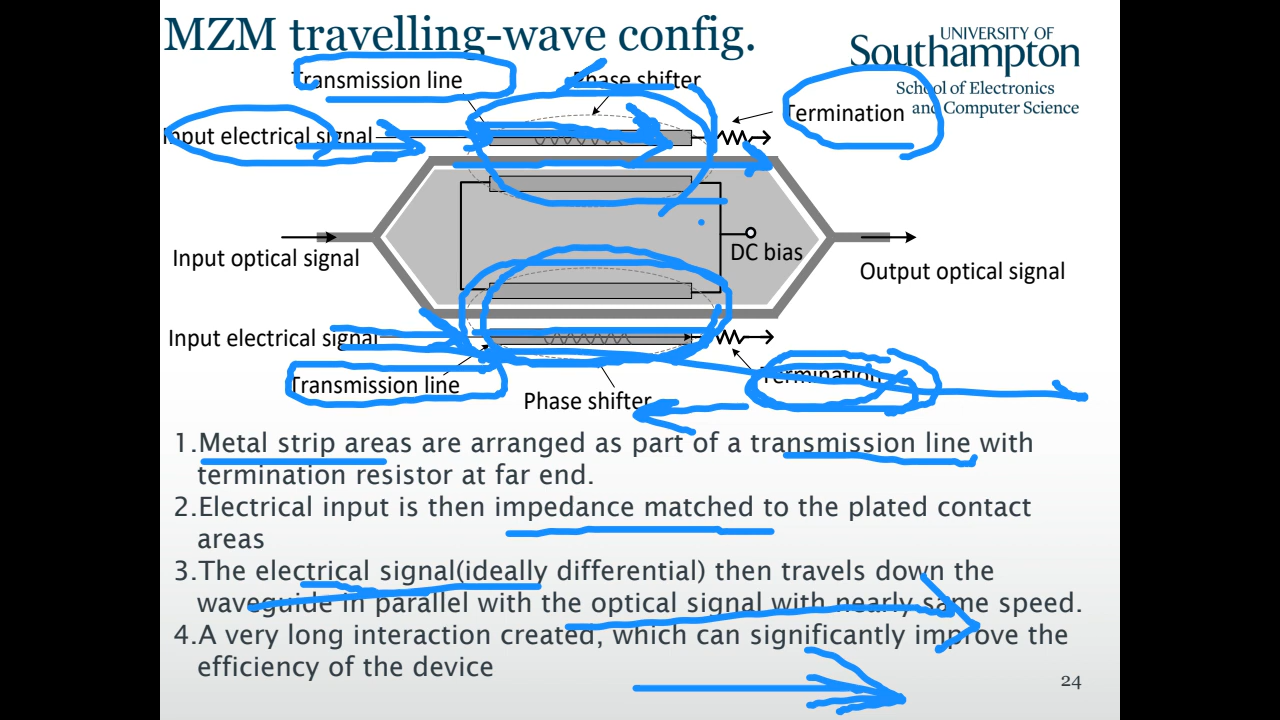 MZM travelling-wave config.
UNIVERSITY OF
Southampton
School of Electronics
and Computer Science
Transmission line
Phase shifter
Termination
Input electrical signal
DC bias
Input optical signal
Output optical signal
Input electrical signal
Termination
Transmission line
Phase shifter
1.Metal strip areas are arranged as part of a transmission line with
termination resistor at far end.
2.Electrical input is then impedance matched to the plated contact
areas
3.The electrical signal(ideally differential) then travels down the
waveguide in parallel with the optical signal with nearly same speed.
4.A very long interaction created, which can significantly improve the
efficiency of the device
24